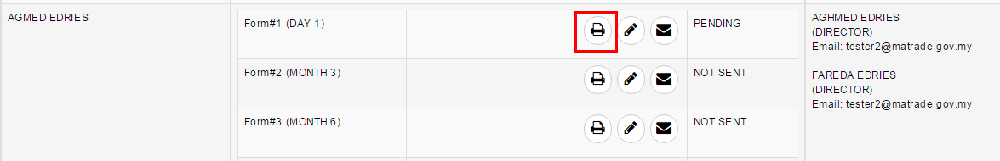 AGMED EDRIES
Form#1 (DAY 1)
PENDING
Form#2 (MONTH 3)
NOT SENT
Form#3 (MONTH 6)
NOT SENT
AGHMED EDRIES
(DIRECTOR)
Email: tester2@matrade.gov.my
FAREDA EDRIES
(DIRECTOR)
Email: tester2@matrade.gov.my